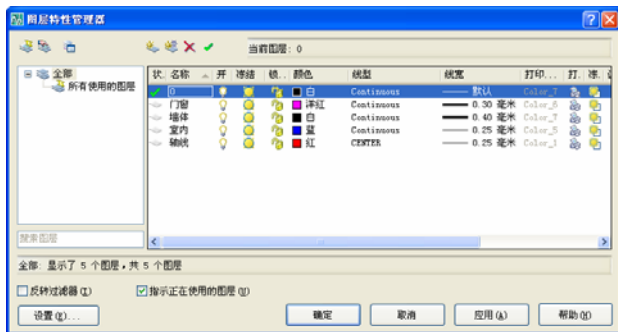 图层特性管理器
当前图层: 0
全部
所有使用的图层
状. 名称 开 冻结 锁.. 颜色 线型 线宽 打印... 打. 冻.
0 白 Continuous 默认 Color_7
门窗 洋红 Continuous 0.30 毫米 Color_6
墙体 白 Continuous 0.40 毫米 Color_7
室内 蓝 Continuous 0.25 毫米 Color_5
轴线 红 CENTER 0.25 毫米 Color_1
搜索图层
全部: 显示了 5 个图层，共 5 个图层
反转过滤器(I) 指示正在使用的图层(U)
设置(E)... 确定 取消 应用(A) 帮助(H)